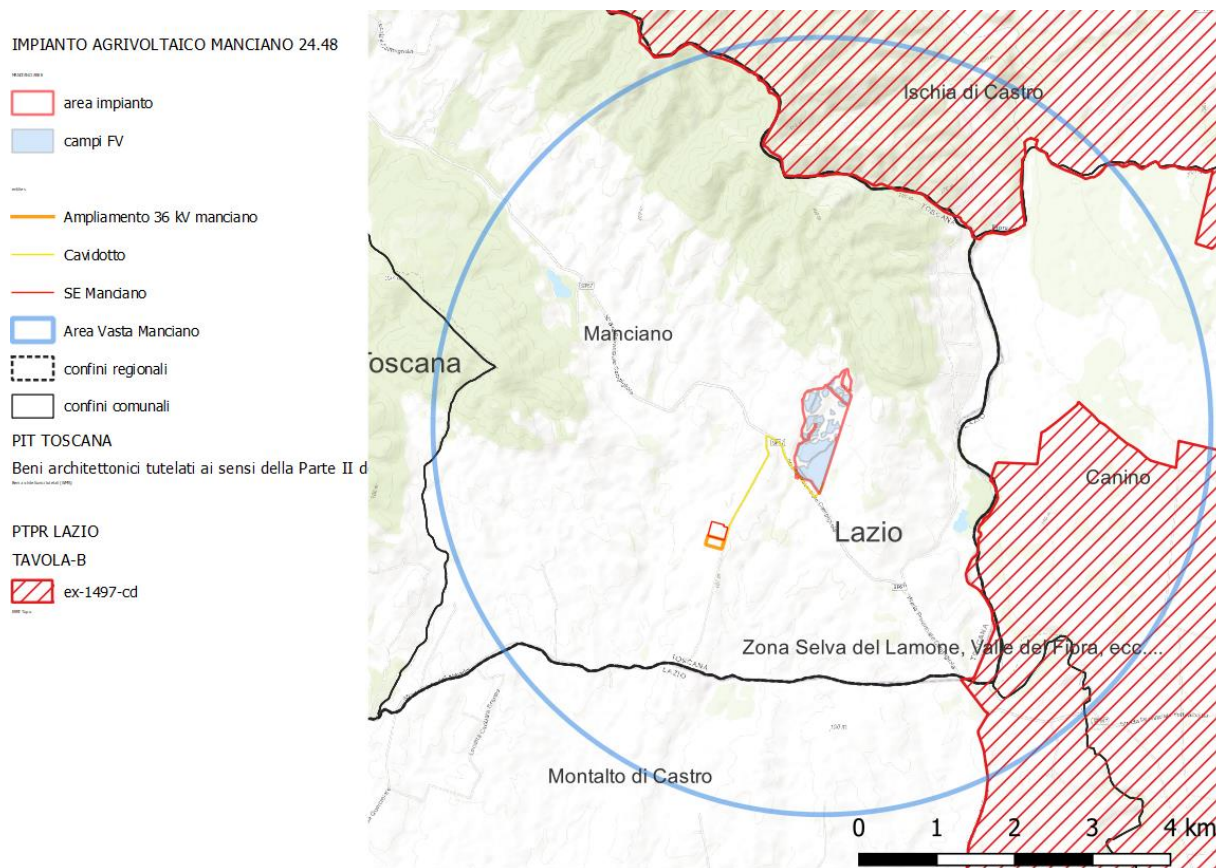 IMPIANTO AGRIVOLTAICO MANCIANO 24.48
area impianto
campi FV
Ampliamento 36 kV manciano
Cavidotto
SE Manciano
Area Vasta Manciano
confini regionali
confini comunali
PIT TOSCANA
Beni architettonici tutelati ai sensi della Parte II d
PTPR LAZIO
TAVOLA-B
ex-1497-cd
Ischia di Castro
Manciano
Toscana
Canino
Lazio
Zona Selva del Lamone, Valle del Fiora, ecc....
TOSCANA
LAZIO
Montalto di Castro
0 1 2 3 4 km